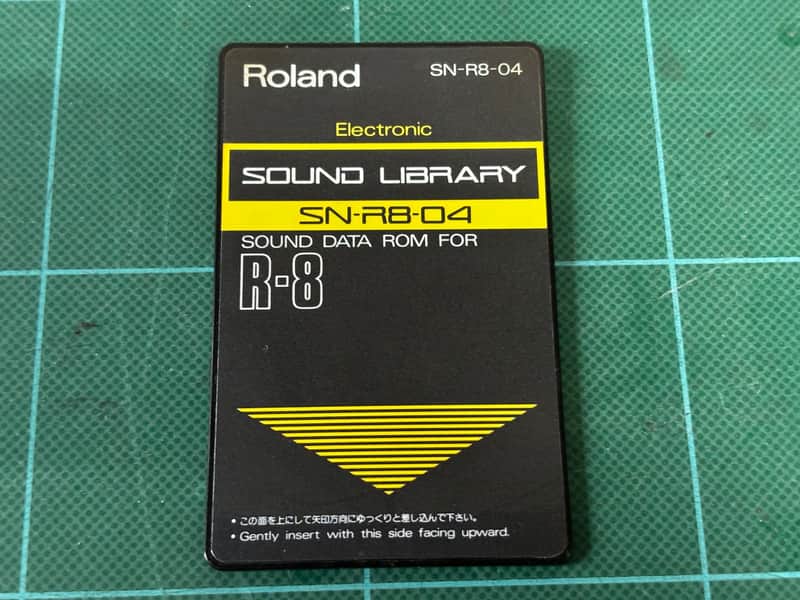 Roland SN-R8-04
Electronic
SOUND LIBRARY
SN-R8-04
SOUND DATA ROM FOR
R-8
• この面を上にして矢印方向にゆっくりと差し込んで下さい。
• Gently insert with this side facing upward.